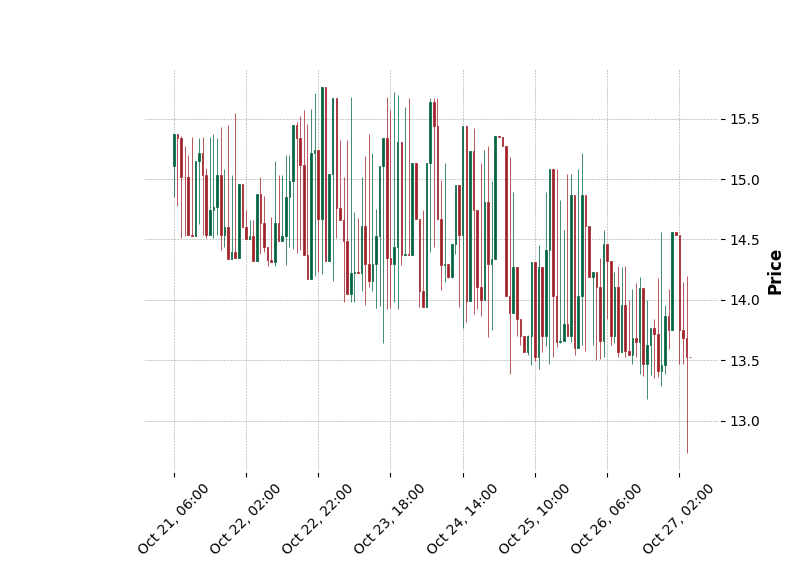 15.5
15.0
14.5
14.0
13.5
13.0
Price
Oct 21, 06:00
Oct 22, 02:00
Oct 22, 22:00
Oct 23, 18:00
Oct 24, 14:00
Oct 25, 10:00
Oct 26, 06:00
Oct 27, 02:00